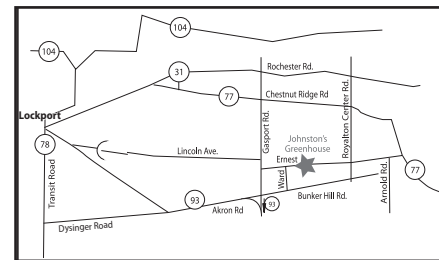 104
104
Rochester Rd.
31
77
Chestnut Ridge Rd
Lockport
Gasport Rd.
Royalton Center Rd.
Johnston's
Greenhouse
78
Lincoln Ave.
Ernest
Transit Road
Ward
77
Arnold Rd.
93
Bunker Hill Rd.
Akron Rd
93
Dysinger Road